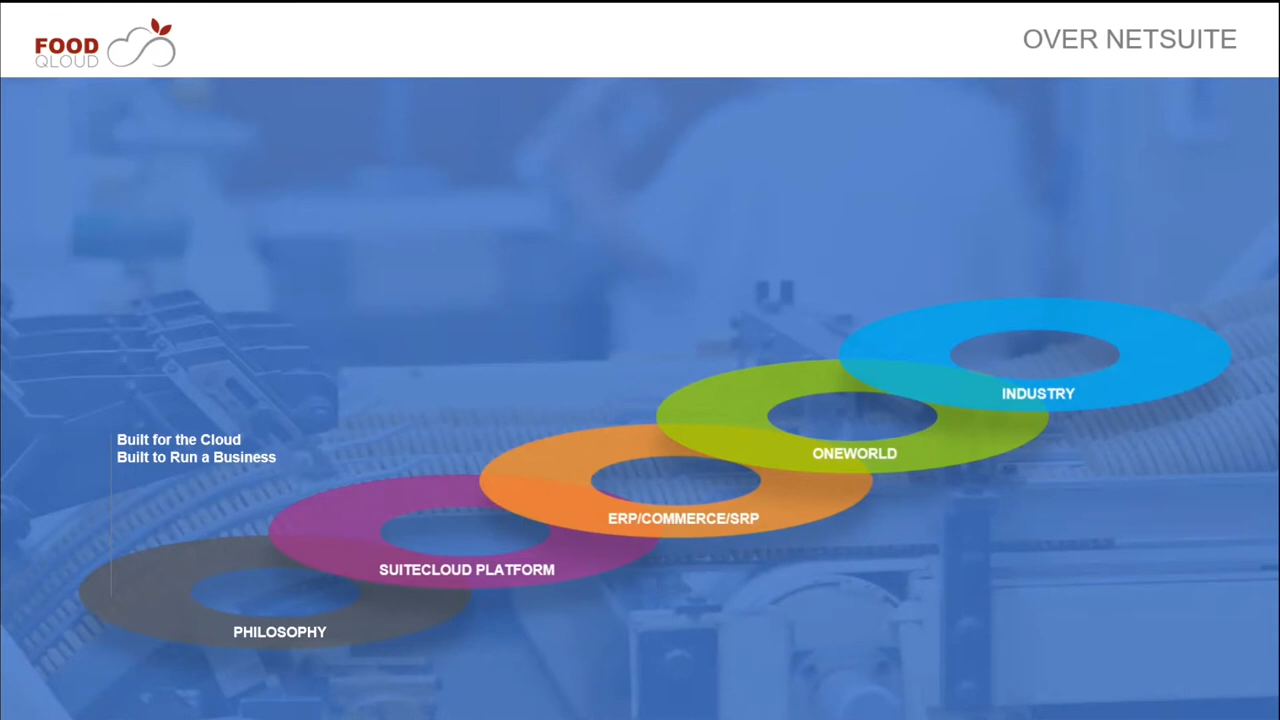 FOOD
QLOUD
OVER NETSUITE
INDUSTRY
Built for the Cloud
Built to Run a Business
ONEWORLD
ERP/COMMERCE/SRP
SUITECLOUD PLATFORM
PHILOSOPHY